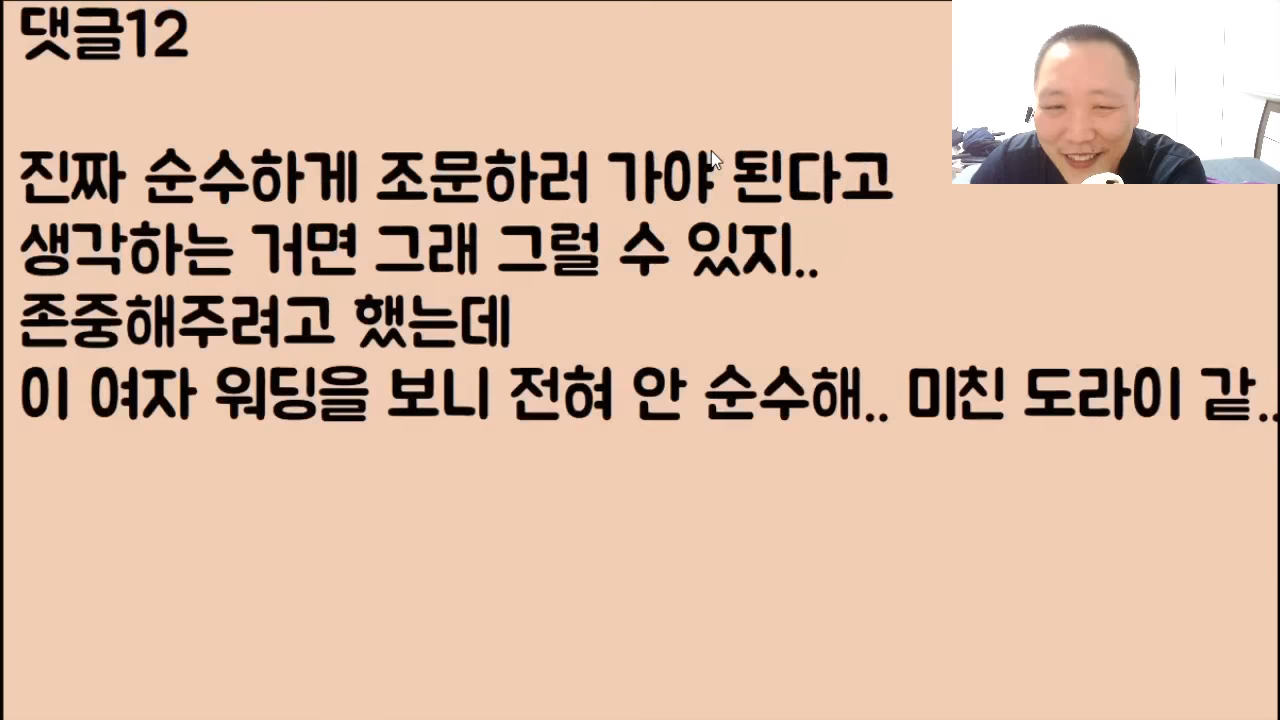 댓글12
진짜 순수하게 조문하러 가야 된다고
생각하는 거면 그래 그럴 수 있지..
존중해주려고 했는데
이 여자 워딩을 보니 전혀 안 순수해.. 미친 도라이 같..